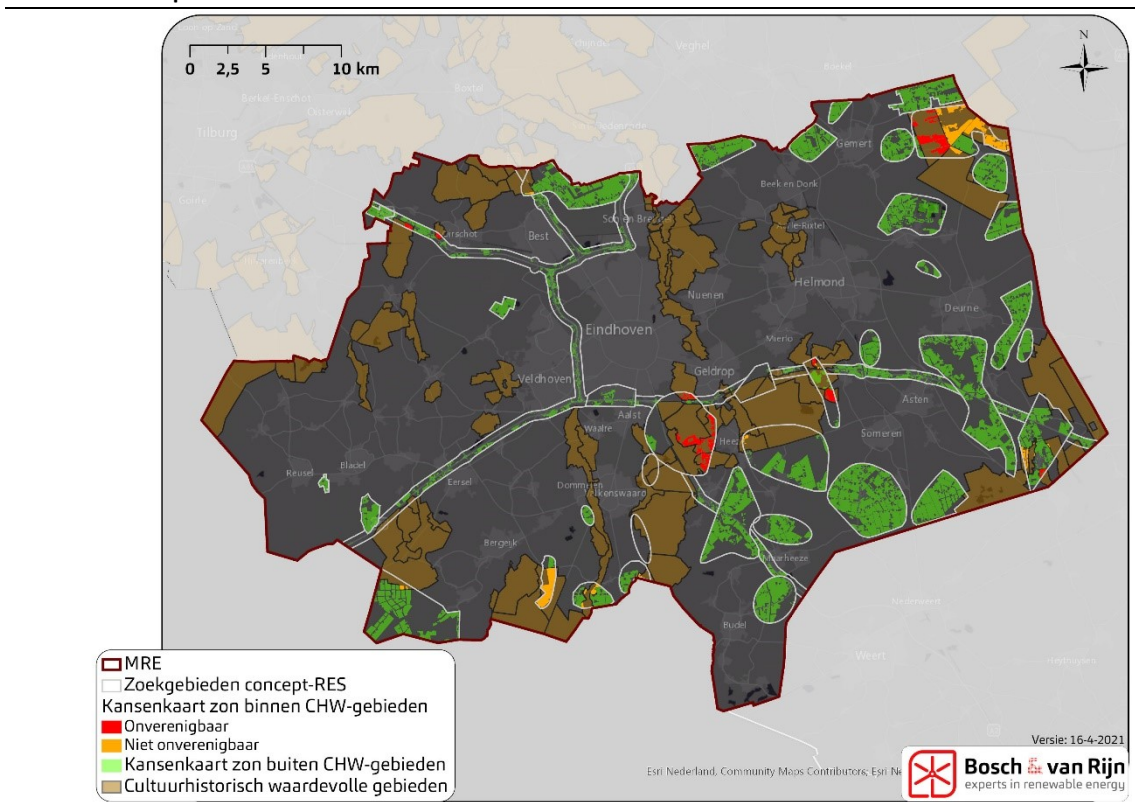 0 2,5 5 10 km
N
Veghel
Boxtel
Tilburg
Gemert
Beek en Donk
Best
Helmond
Nuenen
Deurne
Eindhoven
Mierlo
Geldrop
Veldhoven
Aalst
Asten
Waalre
Someren
Reusel
Bladel
Eersel
Bergeijk
Maarheeze
Nederweert
Budel
Weert
MRE
Zoekgebieden concept-RES
Kansenkaart zon binnen CHW-gebieden
Onverenigbaar
Niet onverenigbaar
Kansenkaart zon buiten CHW-gebieden
Cultuurhistorisch waardevolle gebieden
Versie: 16-4-2021
Esri Nederland, Community Maps Contributors, Esri
Bosch & van Rijn
experts in renewable energy